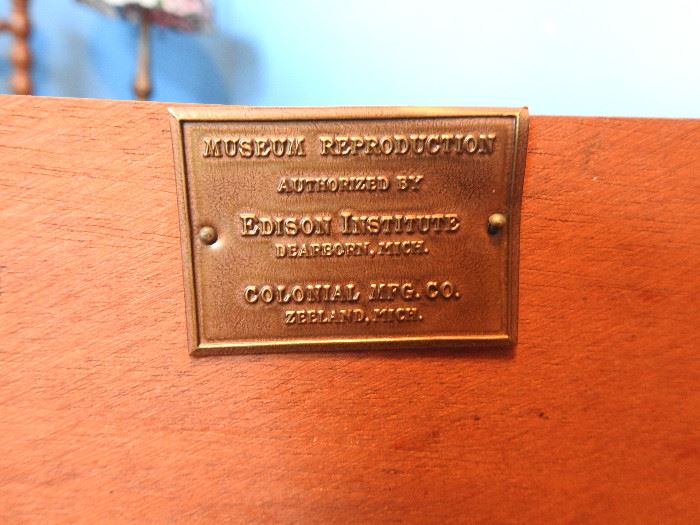 MUSEUM REPRODUCTION
AUTHORIZED BY
EDISON INSTITUTE
DEARBORN, MICH.
COLONIAL MFG. CO.
ZEELAND, MICH.